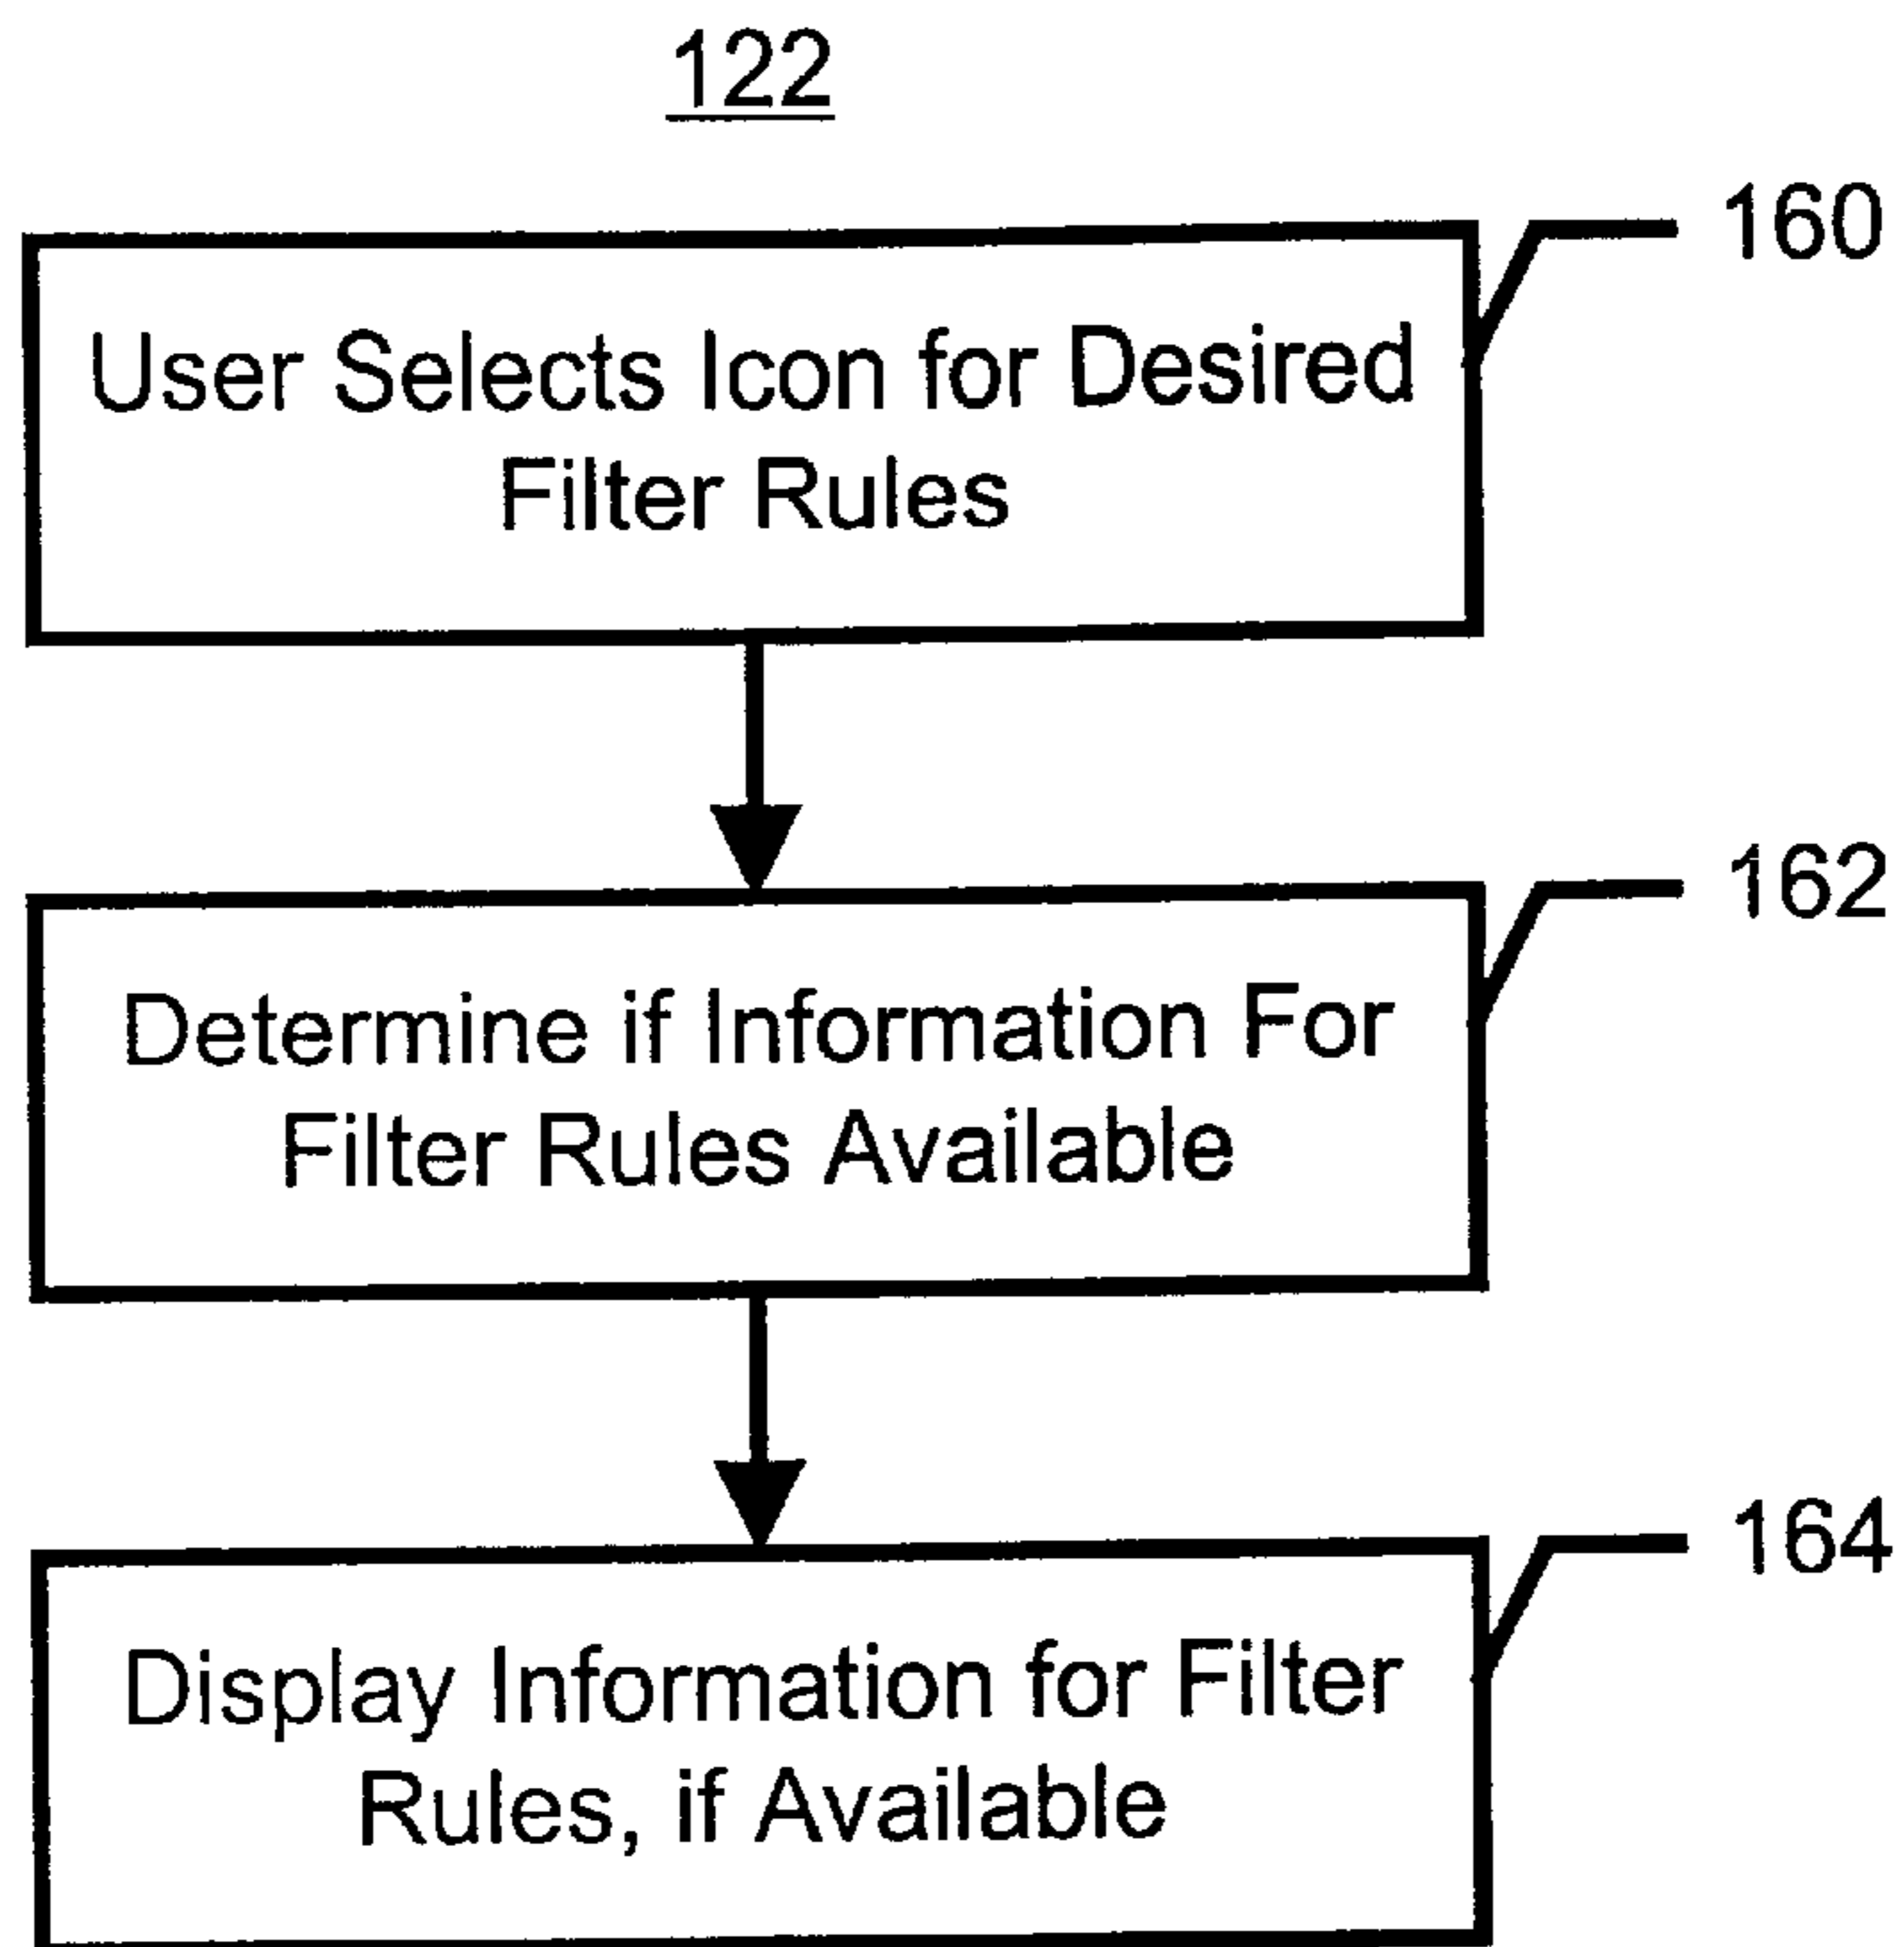 122
160
User Selects Icon for Desired
Filter Rules
162
Determine if Information For
Filter Rules Available
164
Display Information for Filter
Rules, if Available